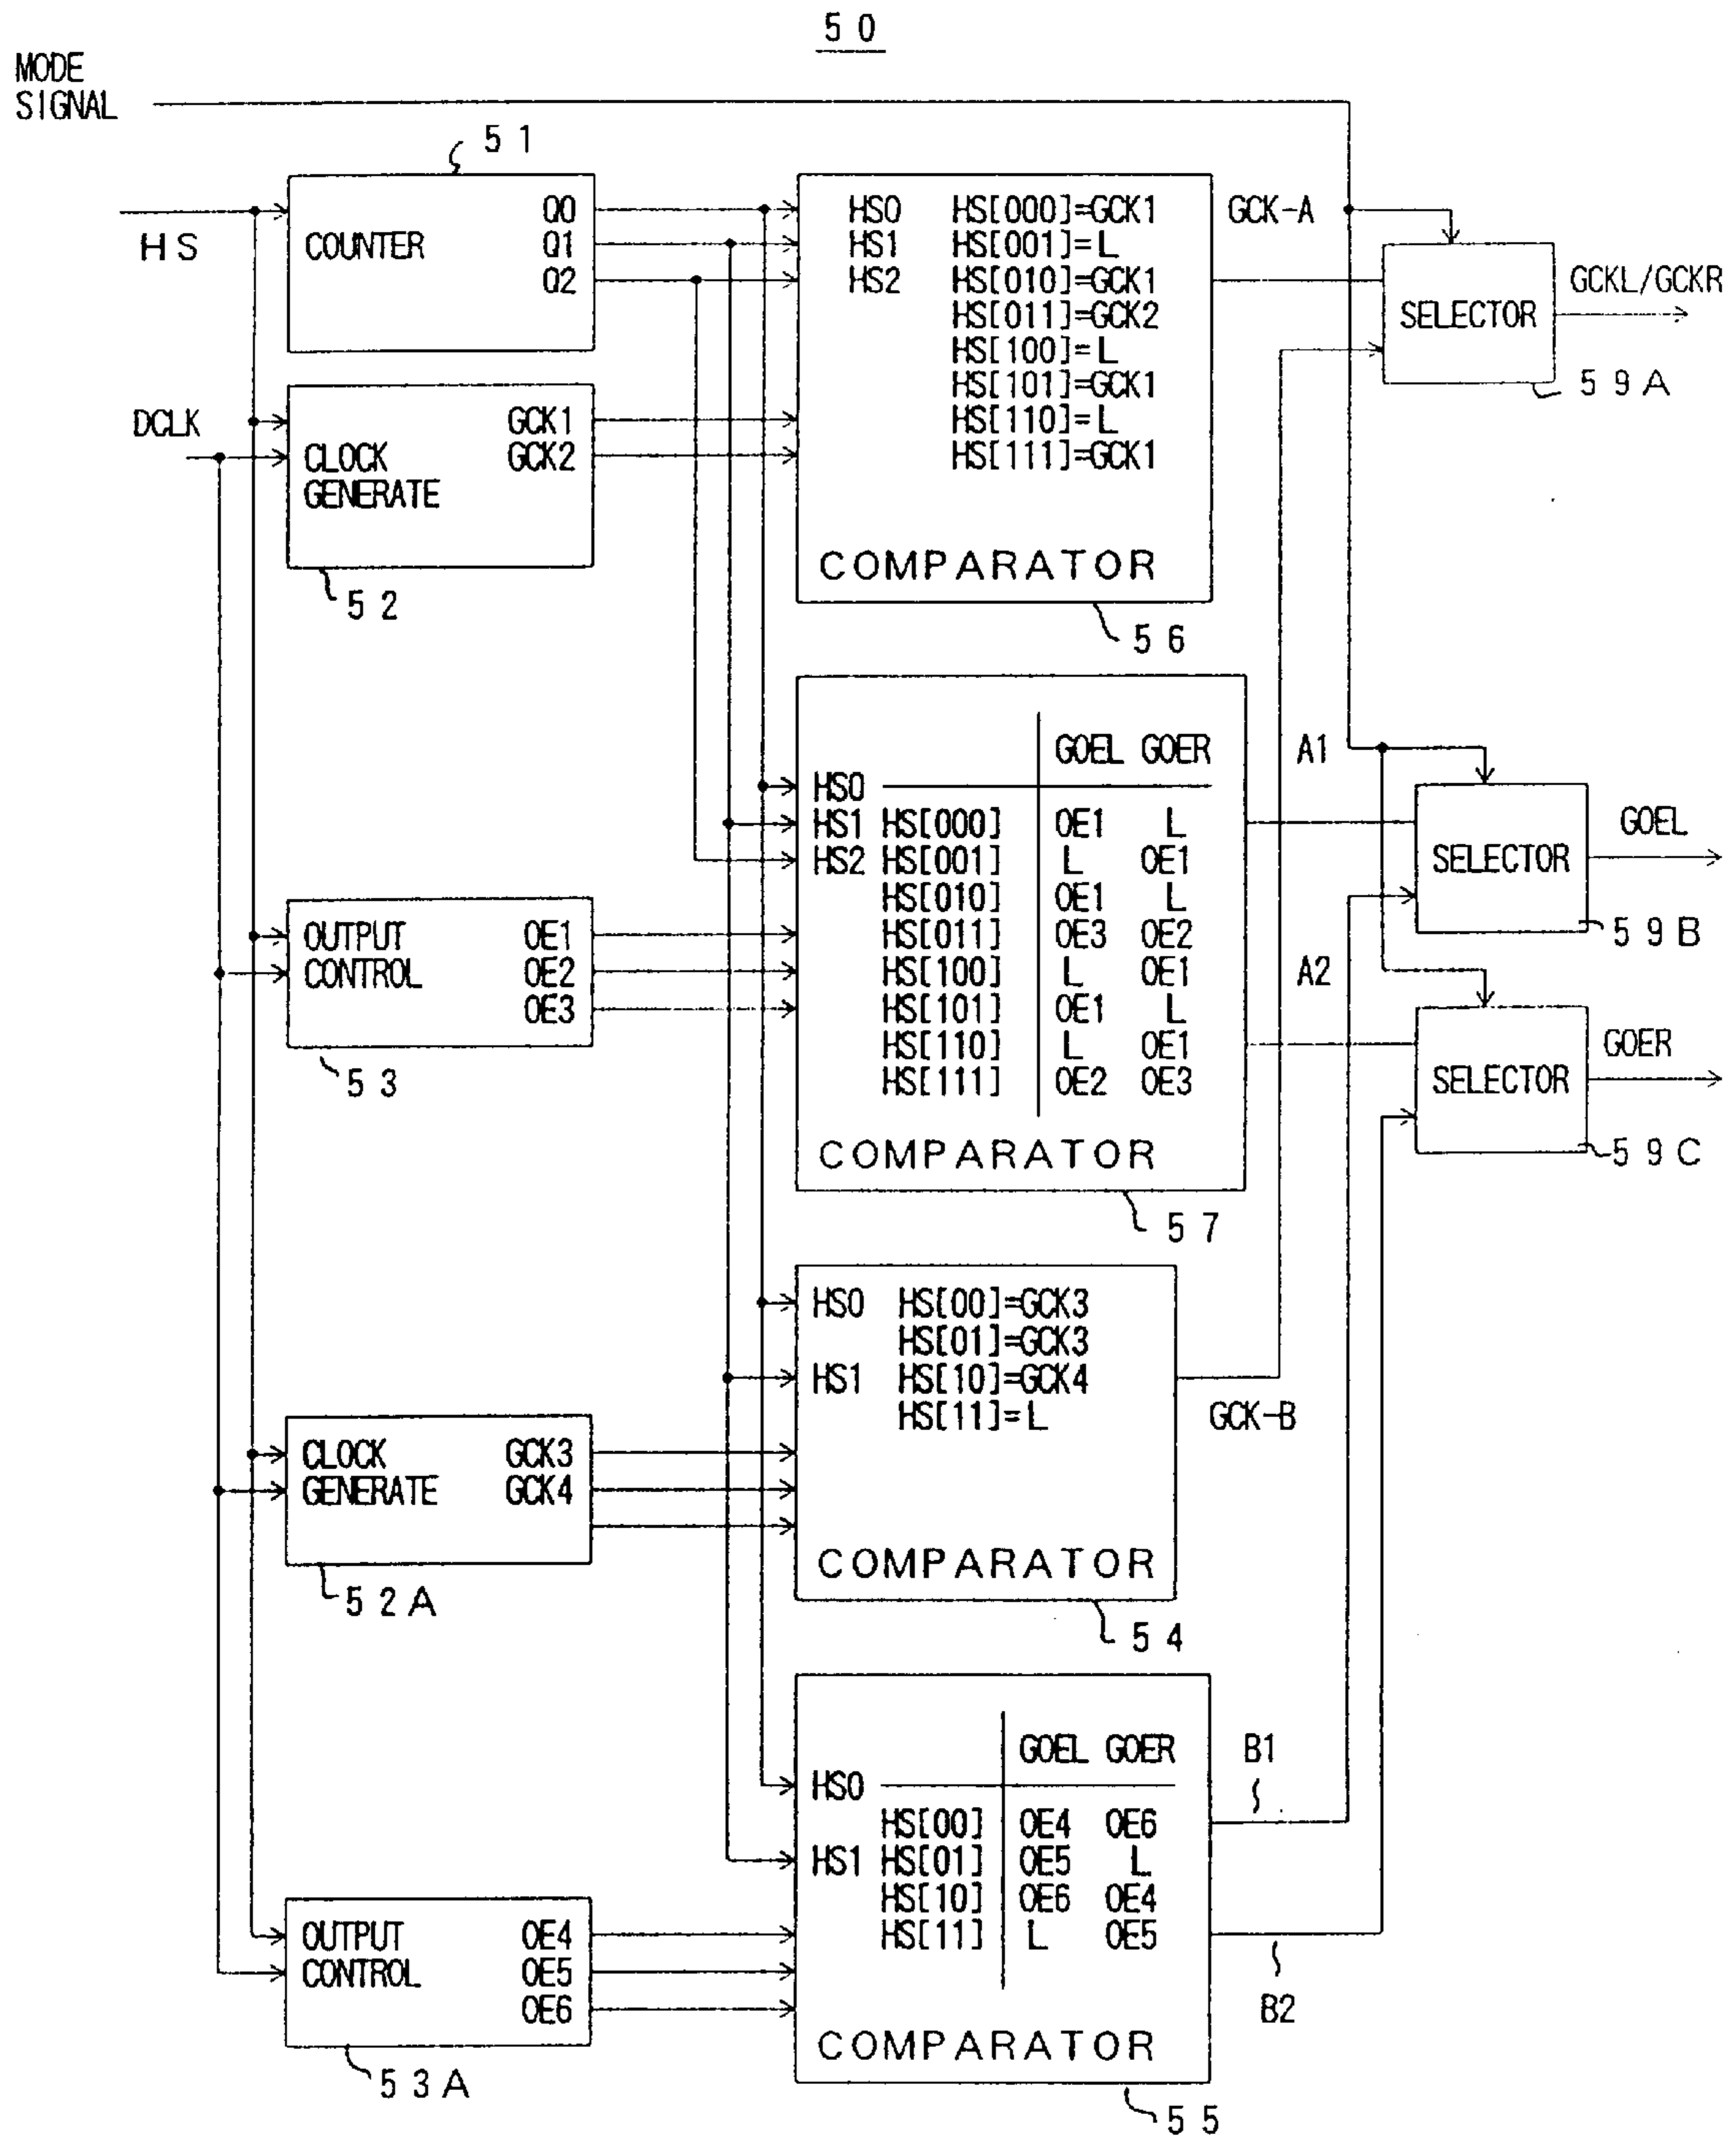 50
MODE
SIGNAL
51
HS
COUNTER
Q0
Q1
Q2
HS0 HS[000]=GCK1
HS1 HS[001]=L
HS2 HS[010]=GCK1
HS[011]=GCK2
HS[100]=L
HS[101]=GCK1
HS[110]=L
HS[111]=GCK1
COMPARATOR
56
GCK-A
SELECTOR
GCKL/GCKR
59A
DCLK
CLOCK
GENERATE
GCK1
GCK2
52
GOEL GOER
HS0
HS1 HS[000] OE1 L
HS2 HS[001] L OE1
HS[010] OE1 L
HS[011] OE3 OE2
HS[100] L OE1
HS[101] OE1 L
HS[110] L OE1
HS[111] OE2 OE3
COMPARATOR
57
A1
SELECTOR
GOEL
59B
A2
SELECTOR
GOER
59C
OUTPUT
CONTROL
OE1
OE2
OE3
53
HS0 HS[00]=GCK3
HS[01]=GCK3
HS1 HS[10]=GCK4
HS[11]=L
COMPARATOR
54
GCK-B
CLOCK
GENERATE
GCK3
GCK4
52A
GOEL GOER
HS0
HS[00] OE4 OE6
HS1 HS[01] OE5 L
HS[10] OE6 OE4
HS[11] L OE5
COMPARATOR
55
B1
B2
OUTPUT
CONTROL
OE4
OE5
OE6
53A